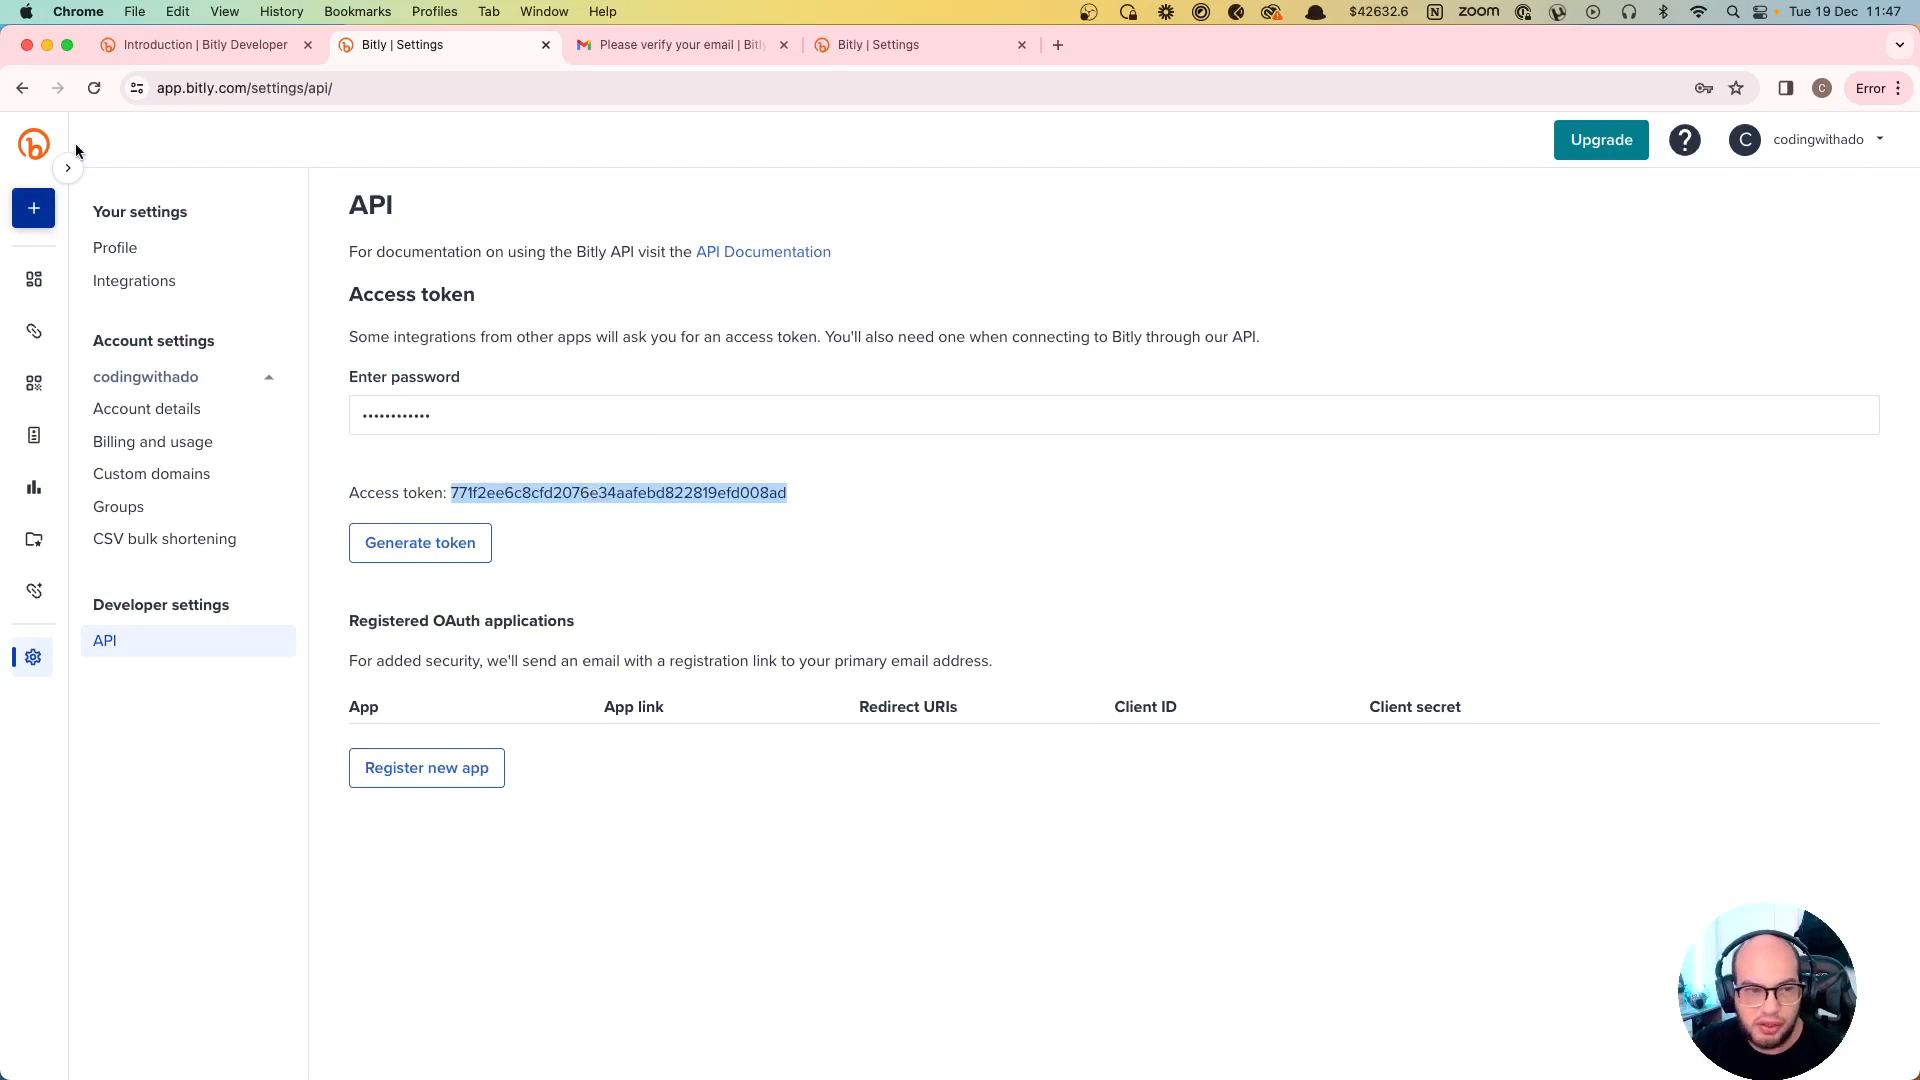 Chrome File Edit View History Bookmarks Profiles Tab Window Help $42632.6 zoom Tue 19 Dec 11:47
Introduction | Bitly Developer Bitly | Settings Please verify your email | Bitly Bitly | Settings
app.bitly.com/settings/api/ C Error
Upgrade ? C codingwithado
Your settings
Profile
Integrations
Account settings
codingwithado
Account details
Billing and usage
Custom domains
Groups
CSV bulk shortening
Developer settings
API
API
For documentation on using the Bitly API visit the API Documentation
Access token
Some integrations from other apps will ask you for an access token. You'll also need one when connecting to Bitly through our API.
Enter password
••••••••••••
Access token: 771f2ee6c8cfd2076e34aafebd822819efd008ad
Generate token
Registered OAuth applications
For added security, we'll send an email with a registration link to your primary email address.
App App link Redirect URIs Client ID Client secret
Register new app